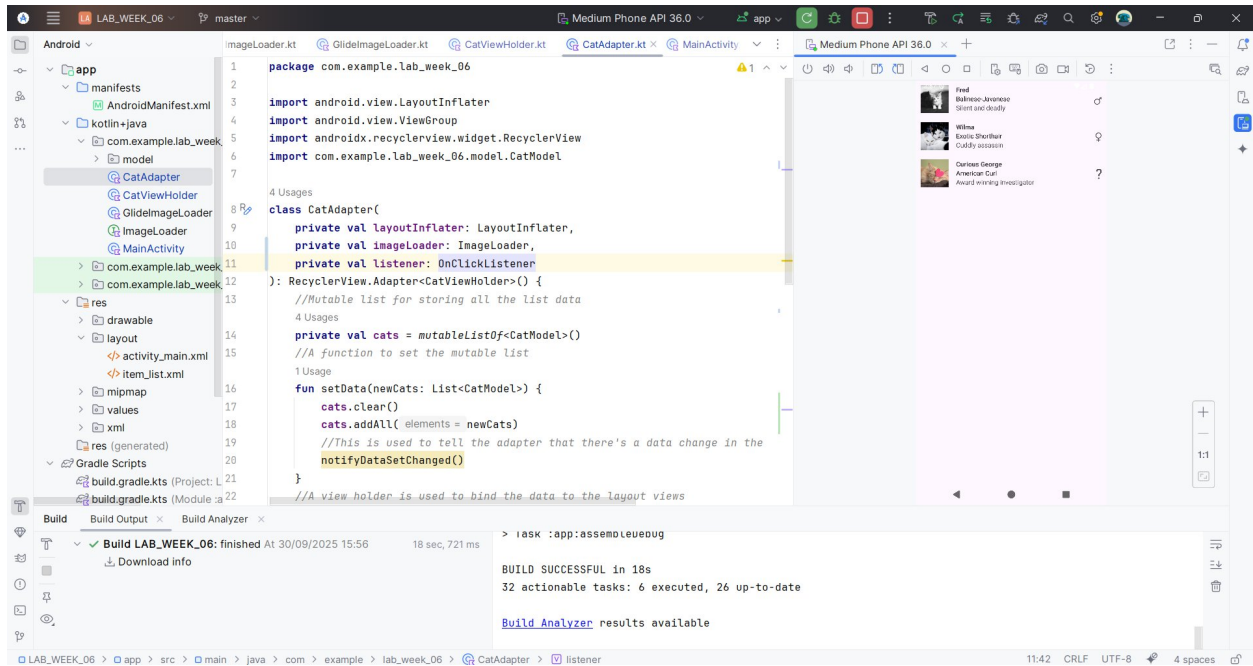 LA LAB_WEEK_06 master Medium Phone API 36.0 app
Android
app
manifests
AndroidManifest.xml
kotlin+java
com.example.lab_week_
model
CatAdapter
CatViewHolder
GlideImageLoader
ImageLoader
MainActivity
com.example.lab_week_
com.example.lab_week_
res
drawable
layout
activity_main.xml
item_list.xml
mipmap
values
xml
res (generated)
Gradle Scripts
build.gradle.kts (Project: L
build.gradle.kts (Module :a
ImageLoader.kt GlideImageLoader.kt CatViewHolder.kt CatAdapter.kt MainActivity
1 package com.example.lab_week_06
1
2
3 import android.view.LayoutInflater
4 import android.view.ViewGroup
5 import androidx.recyclerview.widget.RecyclerView
6 import com.example.lab_week_06.model.CatModel
7
4 Usages
8 class CatAdapter(
9 private val layoutInflater: LayoutInflater,
10 private val imageLoader: ImageLoader,
11 private val listener: OnClickListener
12 ): RecyclerView.Adapter<CatViewHolder>() {
13 //Mutable list for storing all the list data
4 Usages
14 private val cats = mutableListOf<CatModel>()
15 //A function to set the mutable list
1 Usage
16 fun setData(newCats: List<CatModel>) {
17 cats.clear()
18 cats.addAll( elements = newCats)
19 //This is used to tell the adapter that there's a data change in the
20 notifyDataSetChanged()
21 }
22 //A view holder is used to bind the data to the layout views
Medium Phone API 36.0
Fred
Balinese-Javanese
Silent and deadly
♂
Wilma
Exotic Shorthair
Cuddly assassin
♀
Curious George
American Curl
Award winning investigator
?
1:1
Build Build Output Build Analyzer
Build LAB_WEEK_06: finished At 30/09/2025 15:56 18 sec, 721 ms
Download info
> Task :app:assembleDebug
BUILD SUCCESSFUL in 18s
32 actionable tasks: 6 executed, 26 up-to-date
Build Analyzer results available
LAB_WEEK_06 > app > src > main > java > com > example > lab_week_06 > CatAdapter > listener 11:42 CRLF UTF-8 4 spaces